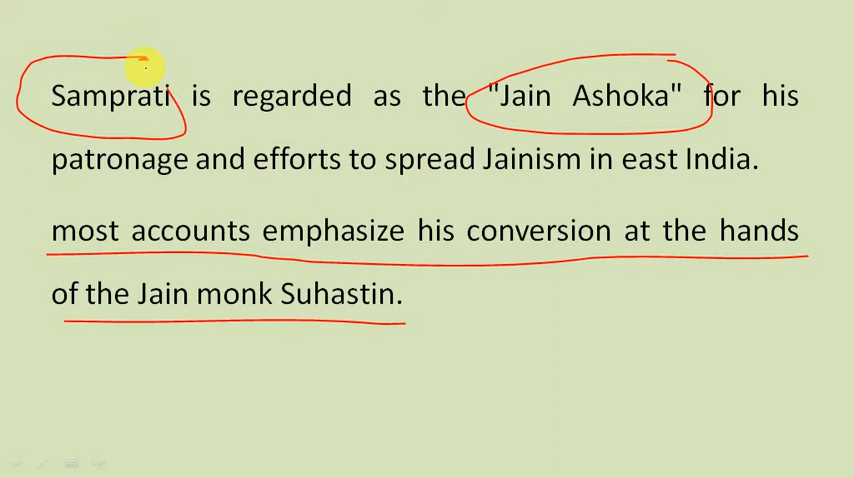 Samprati is regarded as the "Jain Ashoka" for his
patronage and efforts to spread Jainism in east India.
most accounts emphasize his conversion at the hands
of the Jain monk Suhastin.